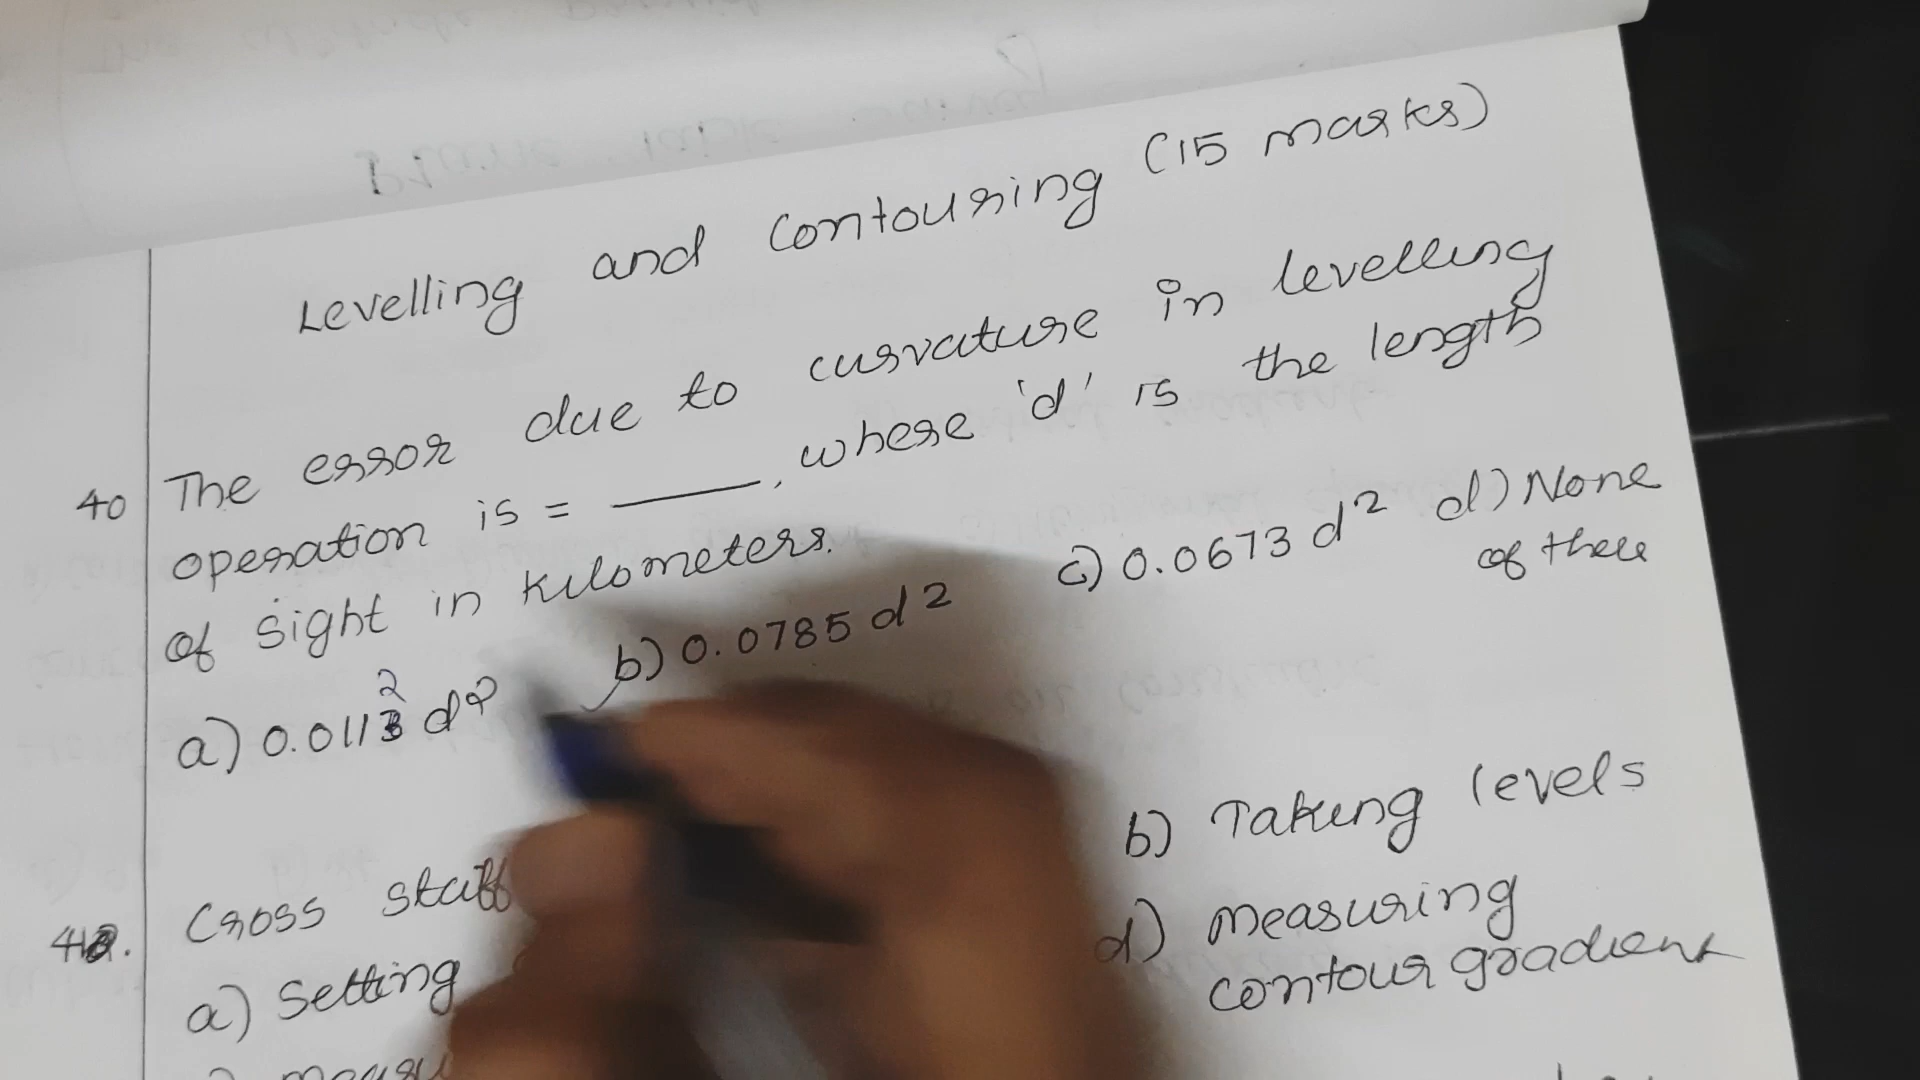 Levelling and Contouring (15 marks)
40 The error due to curvature in levelling
operation is = ______, where 'd' is the length
of sight in kilometers.
a) 0.0112 d² b) 0.0785 d² c) 0.0673 d² d) None
of these
Cross staff
b) Taking levels
a) Setting
d) Measuring
contour gradient